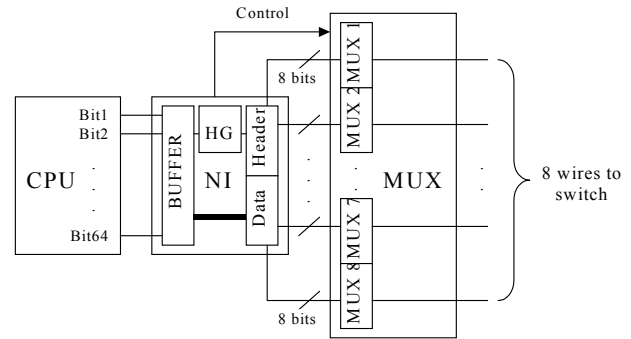 Control
8 bits
MUX 1
MUX 2
Bit1
Bit2
Bit64
CPU
BUFFER
HG
NI
Header
Data
MUX
MUX 7
MUX 8
8 bits
8 wires to
switch